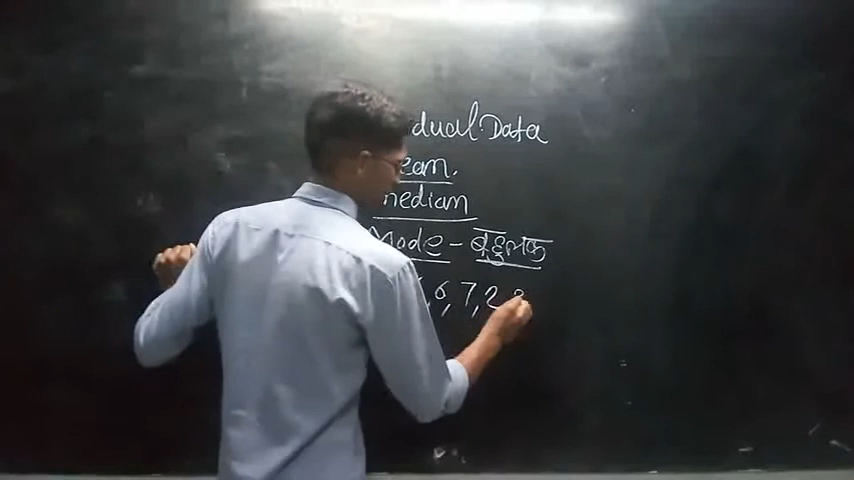 dual Data
ean.
median
Mode - बहुलक
6, 7, 2